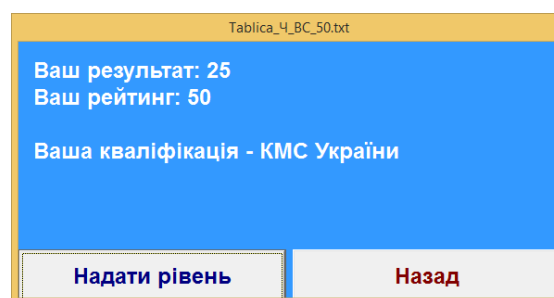 Tablica_Ч_ВС_50.txt
Ваш результат: 25
Ваш рейтинг: 50
Ваша кваліфікація - КМС України
Надати рівень
Назад